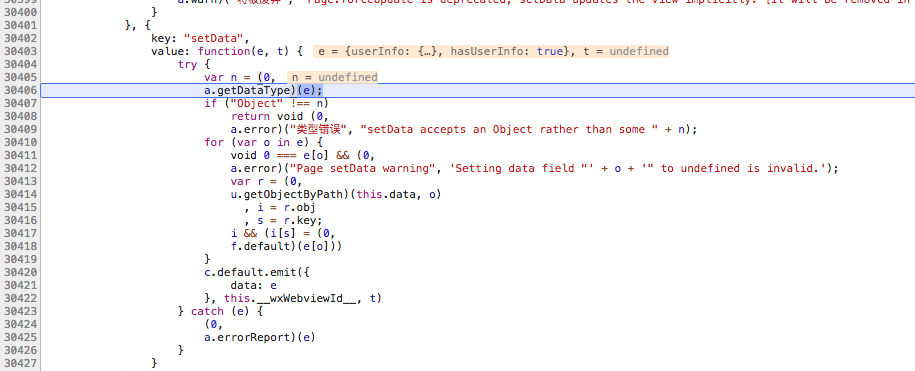 30399 a.warn)("将被废弃", "Page.forceUpdate is deprecated, setData updates the view implicitly. [It will be removed in
30400 }
30401 }, {
30402 key: "setData",
30403 value: function(e, t) { e = {userInfo: {…}, hasUserInfo: true}, t = undefined
30404 try {
30405 var n = (0, n = undefined
30406 a.getDataType)(e);
30407 if ("Object" !== n)
30408 return void (0,
30409 a.error)("类型错误", "setData accepts an Object rather than some " + n);
30410 for (var o in e) {
30411 void 0 === e[o] && (0,
30412 a.error)("Page setData warning", 'Setting data field "' + o + '" to undefined is invalid.');
30413 var r = (0,
30414 u.getObjectByPath)(this.data, o)
30415 , i = r.obj
30416 , s = r.key;
30417 i && (i[s] = (0,
30418 f.default)(e[o]))
30419 }
30420 c.default.emit({
30421 data: e
30422 }, this.__wxWebviewId__, t)
30423 } catch (e) {
30424 (0,
30425 a.errorReport)(e)
30426 }
30427 }